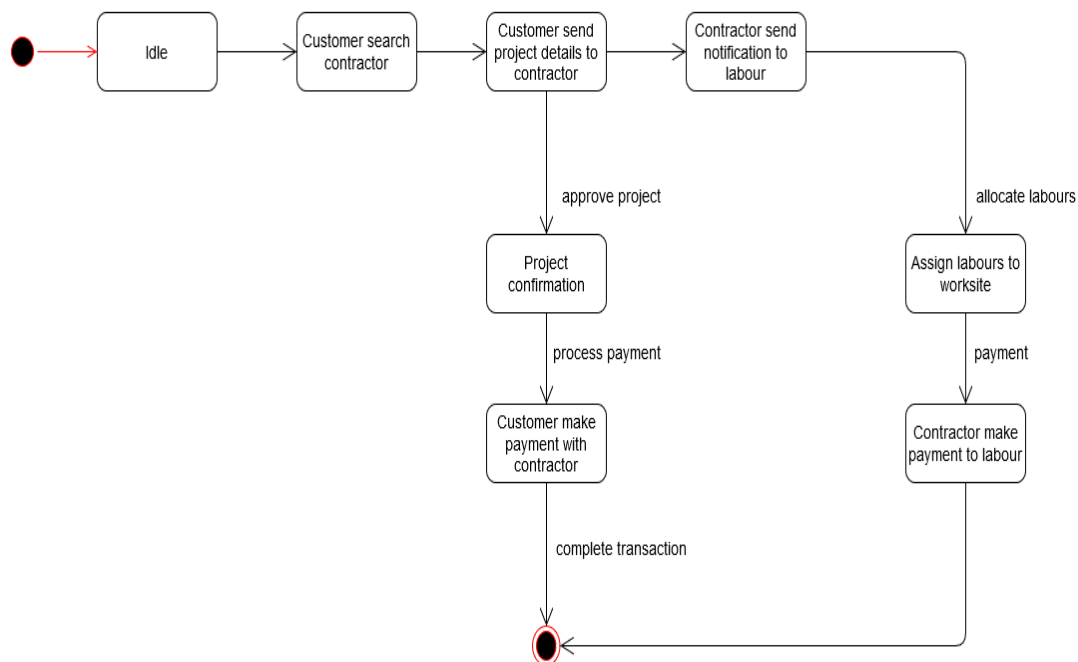 Idle
Customer search
contractor
Customer send
project details to
contractor
Contractor send
notification to
labour
approve project
allocate labours
Project
confirmation
Assign labours to
worksite
process payment
payment
Customer make
payment with
contractor
Contractor make
payment to labour
complete transaction